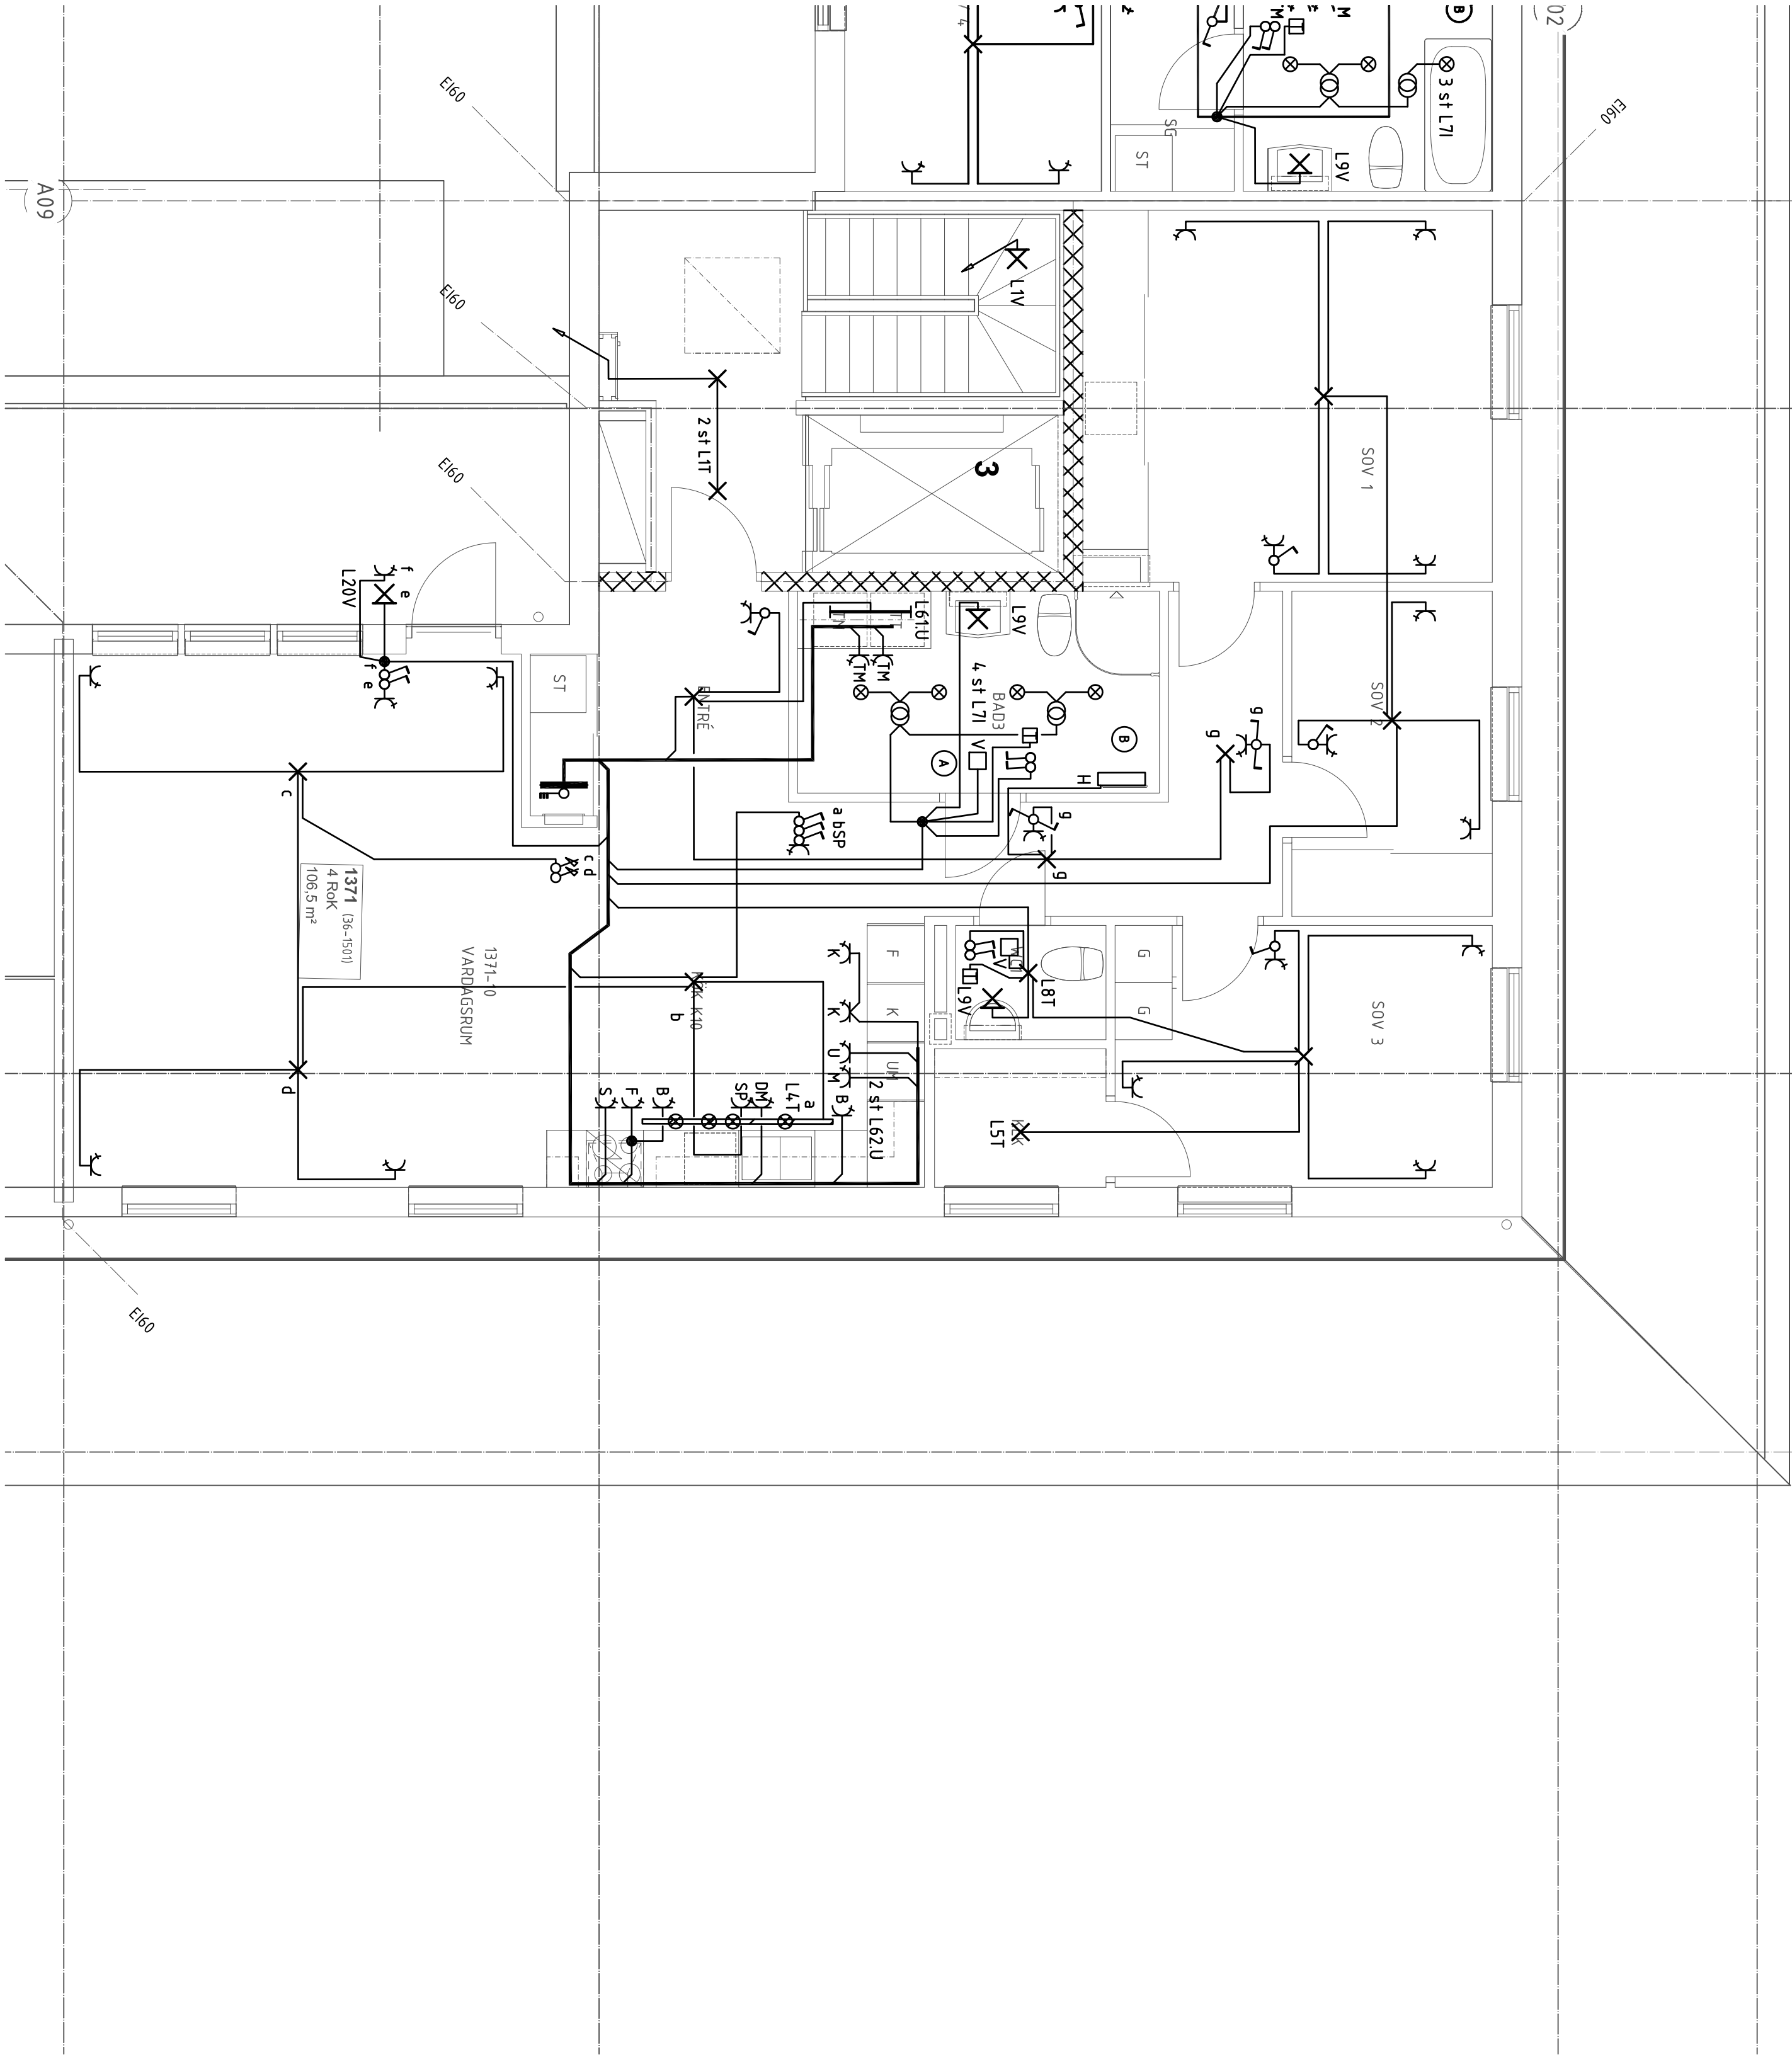 02
B
M
M
3 st L7I
EI60
EI60
SG
ST
L9V
A09
EI60
L1V
2 st L1T
3
SOV 1
EI60
f e
L20V
f e
ST
ENTRÉ
L61.U
TM
TM
L9V
4 st L7I
BAD3
V
A
B
H
g
g
g
g
SOV 2
E
a bSP
c d
c
1371 (36-1501)
4 RoK
106,5 m²
1371-10
VARDAGSRUM
KÖK K10
b
d
F
K
UM
K
K
U
M
B
2 st L62.U
L4T
a
DM
SP
B
F
S
V
L9V
L8T
G
G
SOV 3
L5T
KLK
EI60